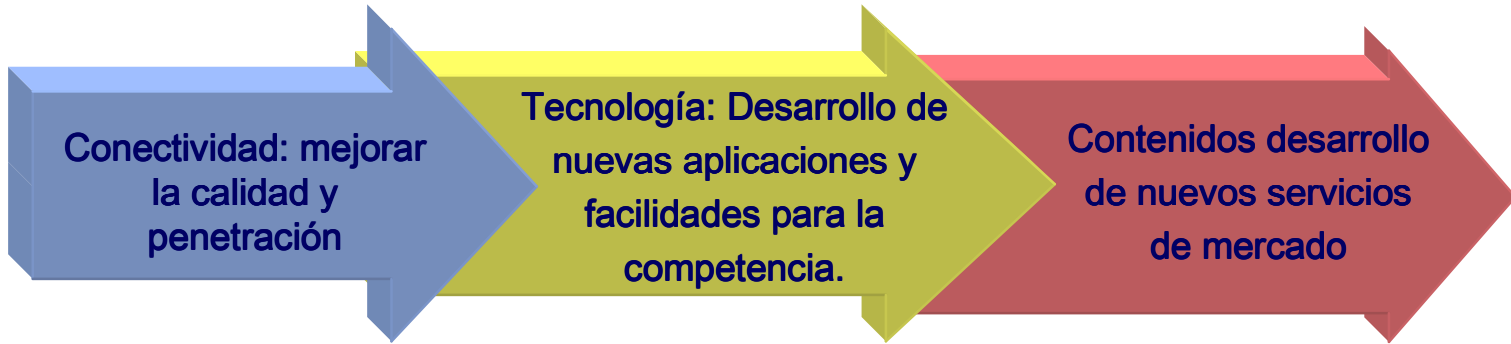 Conectividad: mejorar
la calidad y
penetración
Tecnología: Desarrollo de
nuevas aplicaciones y
facilidades para la
competencia.
Contenidos desarrollo
de nuevos servicios
de mercado